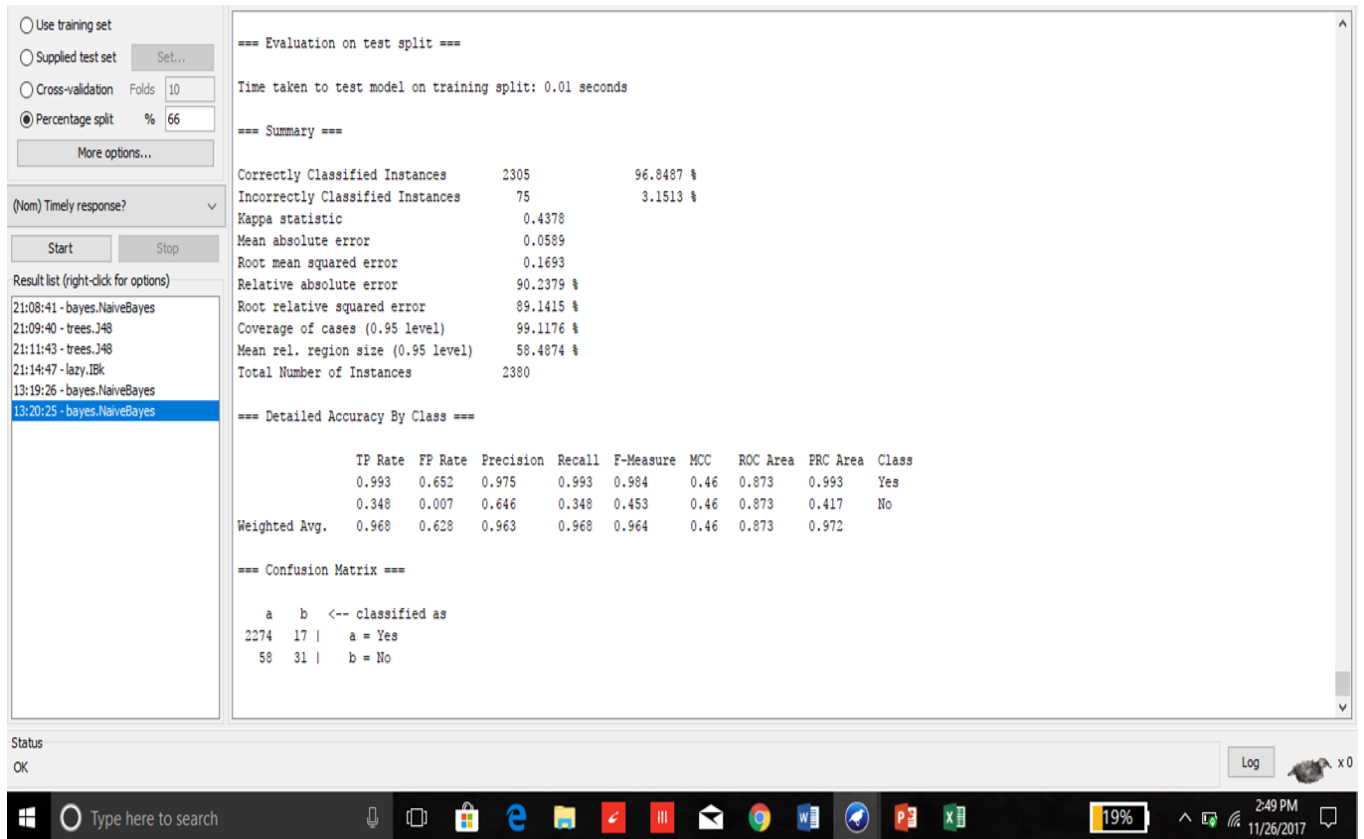 Use training set
Supplied test set Set...
Cross-validation Folds 10
Percentage split % 66
More options...
(Nom) Timely response?
Start Stop
Result list (right-click for options)
21:08:41 - bayes.NaiveBayes
21:09:40 - trees.J48
21:11:43 - trees.J48
21:14:47 - lazy.IBk
13:19:26 - bayes.NaiveBayes
13:20:25 - bayes.NaiveBayes
=== Evaluation on test split ===
Time taken to test model on training split: 0.01 seconds
=== Summary ===
Correctly Classified Instances 2305 96.8487 %
Incorrectly Classified Instances 75 3.1513 %
Kappa statistic 0.4378
Mean absolute error 0.0589
Root mean squared error 0.1693
Relative absolute error 90.2379 %
Root relative squared error 89.1415 %
Coverage of cases (0.95 level) 99.1176 %
Mean rel. region size (0.95 level) 58.4874 %
Total Number of Instances 2380
=== Detailed Accuracy By Class ===
TP Rate FP Rate Precision Recall F-Measure MCC ROC Area PRC Area Class
0.993 0.652 0.975 0.993 0.984 0.46 0.873 0.993 Yes
0.348 0.007 0.646 0.348 0.453 0.46 0.873 0.417 No
Weighted Avg. 0.968 0.628 0.963 0.968 0.964 0.46 0.873 0.972
=== Confusion Matrix ===
a b <-- classified as
2274 17 | a = Yes
58 31 | b = No
Status
OK
Log
x 0
Type here to search
19%
2:49 PM
11/26/2017